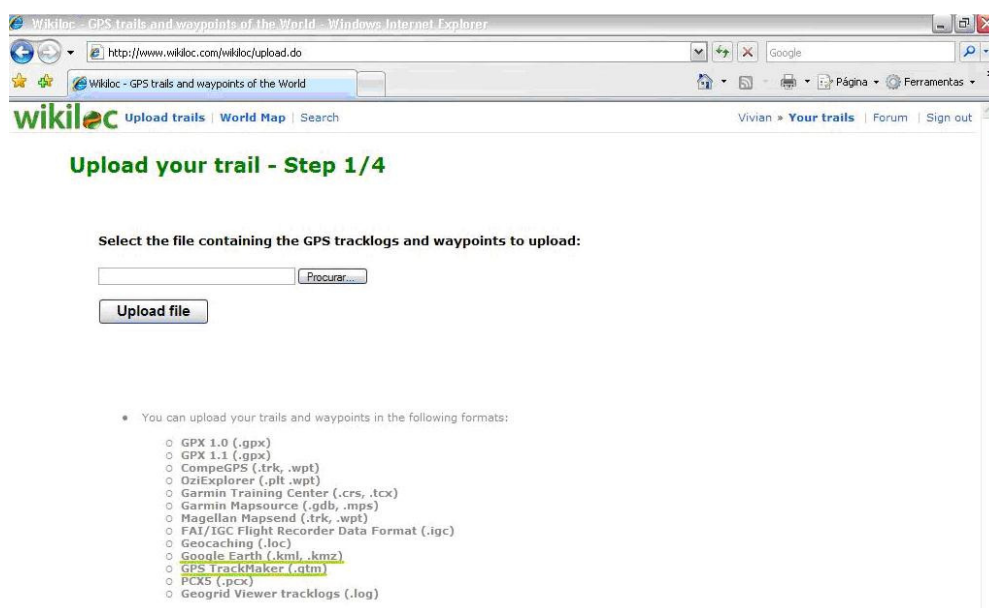 Wikiloc - GPS trails and waypoints of the World - Windows Internet Explorer
http://www.wikiloc.com/wikiloc/upload.do
Google
Wikiloc - GPS trails and waypoints of the World
Página
Ferramentas
wikiloc Upload trails | World Map | Search
Vivian » Your trails | Forum | Sign out
Upload your trail - Step 1/4
Select the file containing the GPS tracklogs and waypoints to upload:
Procurar...
Upload file
• You can upload your trails and waypoints in the following formats:
○ GPX 1.0 (.gpx)
○ GPX 1.1 (.gpx)
○ CompeGPS (.trk, .wpt)
○ OziExplorer (.plt .wpt)
○ Garmin Training Center (.crs, .tcx)
○ Garmin Mapsource (.gdb, .mps)
○ Magellan Mapsend (.trk, .wpt)
○ FAI/IGC Flight Recorder Data Format (.igc)
○ Geocaching (.loc)
○ Google Earth (.kml, .kmz)
○ GPS TrackMaker (.gtm)
○ PCX5 (.pcx)
○ Geogrid Viewer tracklogs (.log)